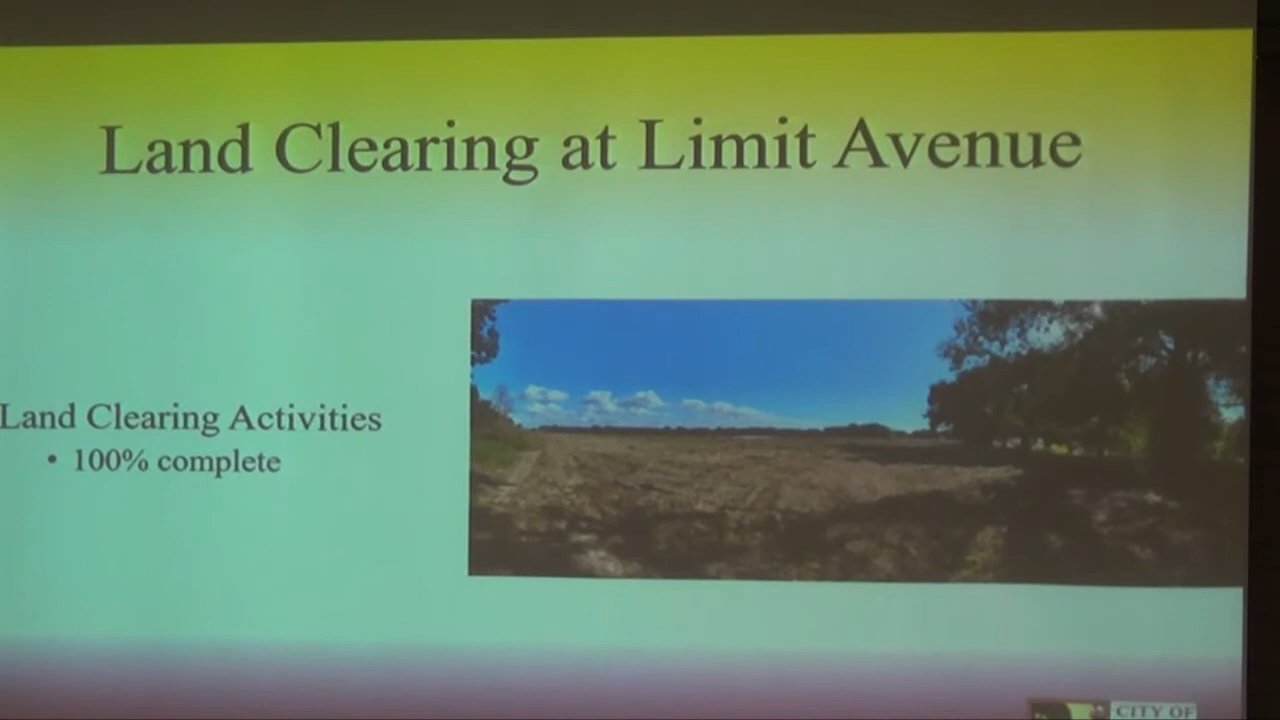 Land Clearing at Limit Avenue
Land Clearing Activities
• 100% complete
CITY OF